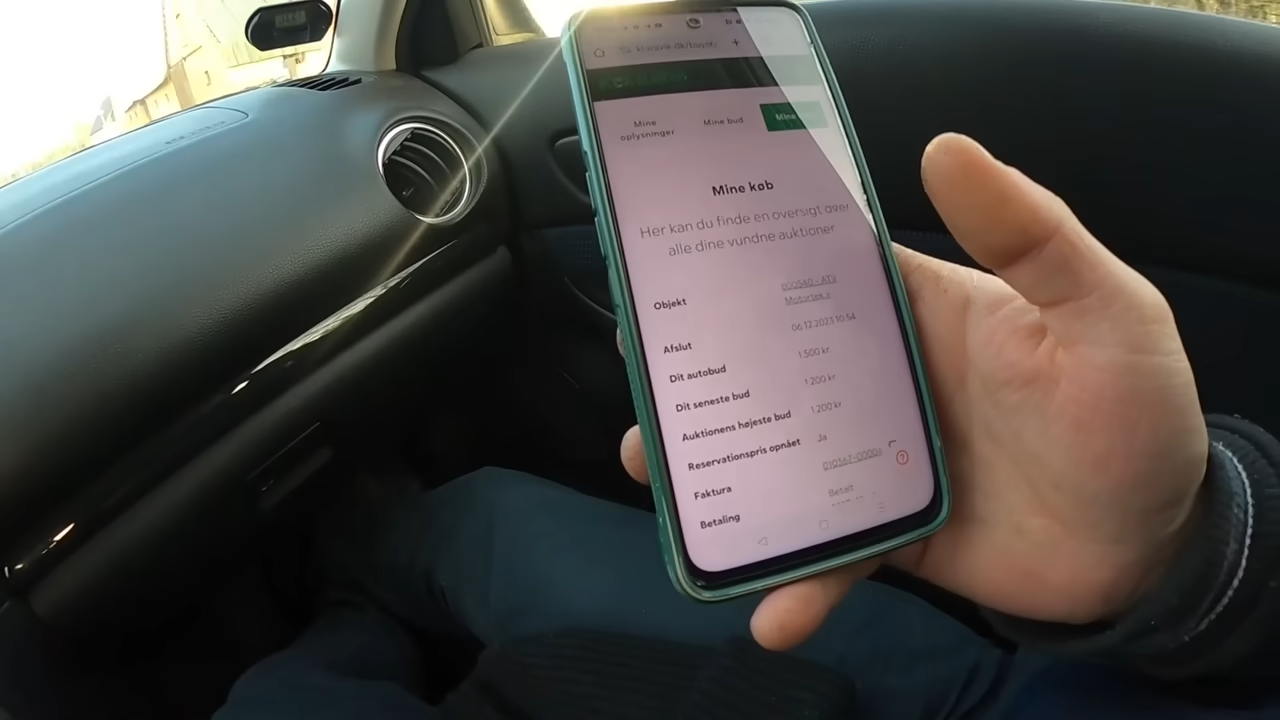 Mine
oplysninger
Mine bud
Mine
Mine køb
Her kan du finde en oversigt over
alle dine vundne auktioner
Objekt
Afslut
06.12.2023 10:54
Dit autobud
1.500 kr
Dit seneste bud
1.200 kr
Auktionens højeste bud
1.200 kr
Reservationspris opnået
Ja
Faktura
Betaling
Betalt